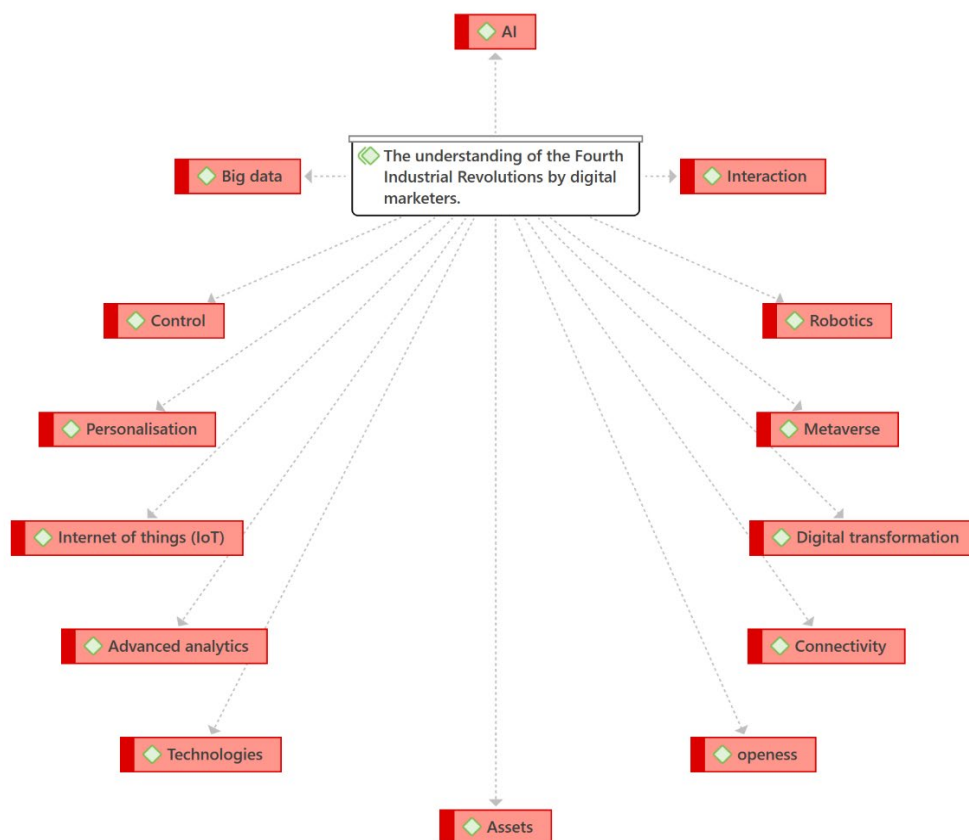 AI
The understanding of the Fourth
Industrial Revolutions by digital
marketers.
Big data
Interaction
Control
Robotics
Personalisation
Metaverse
Internet of things (IoT)
Digital transformation
Advanced analytics
Connectivity
Technologies
openess
Assets